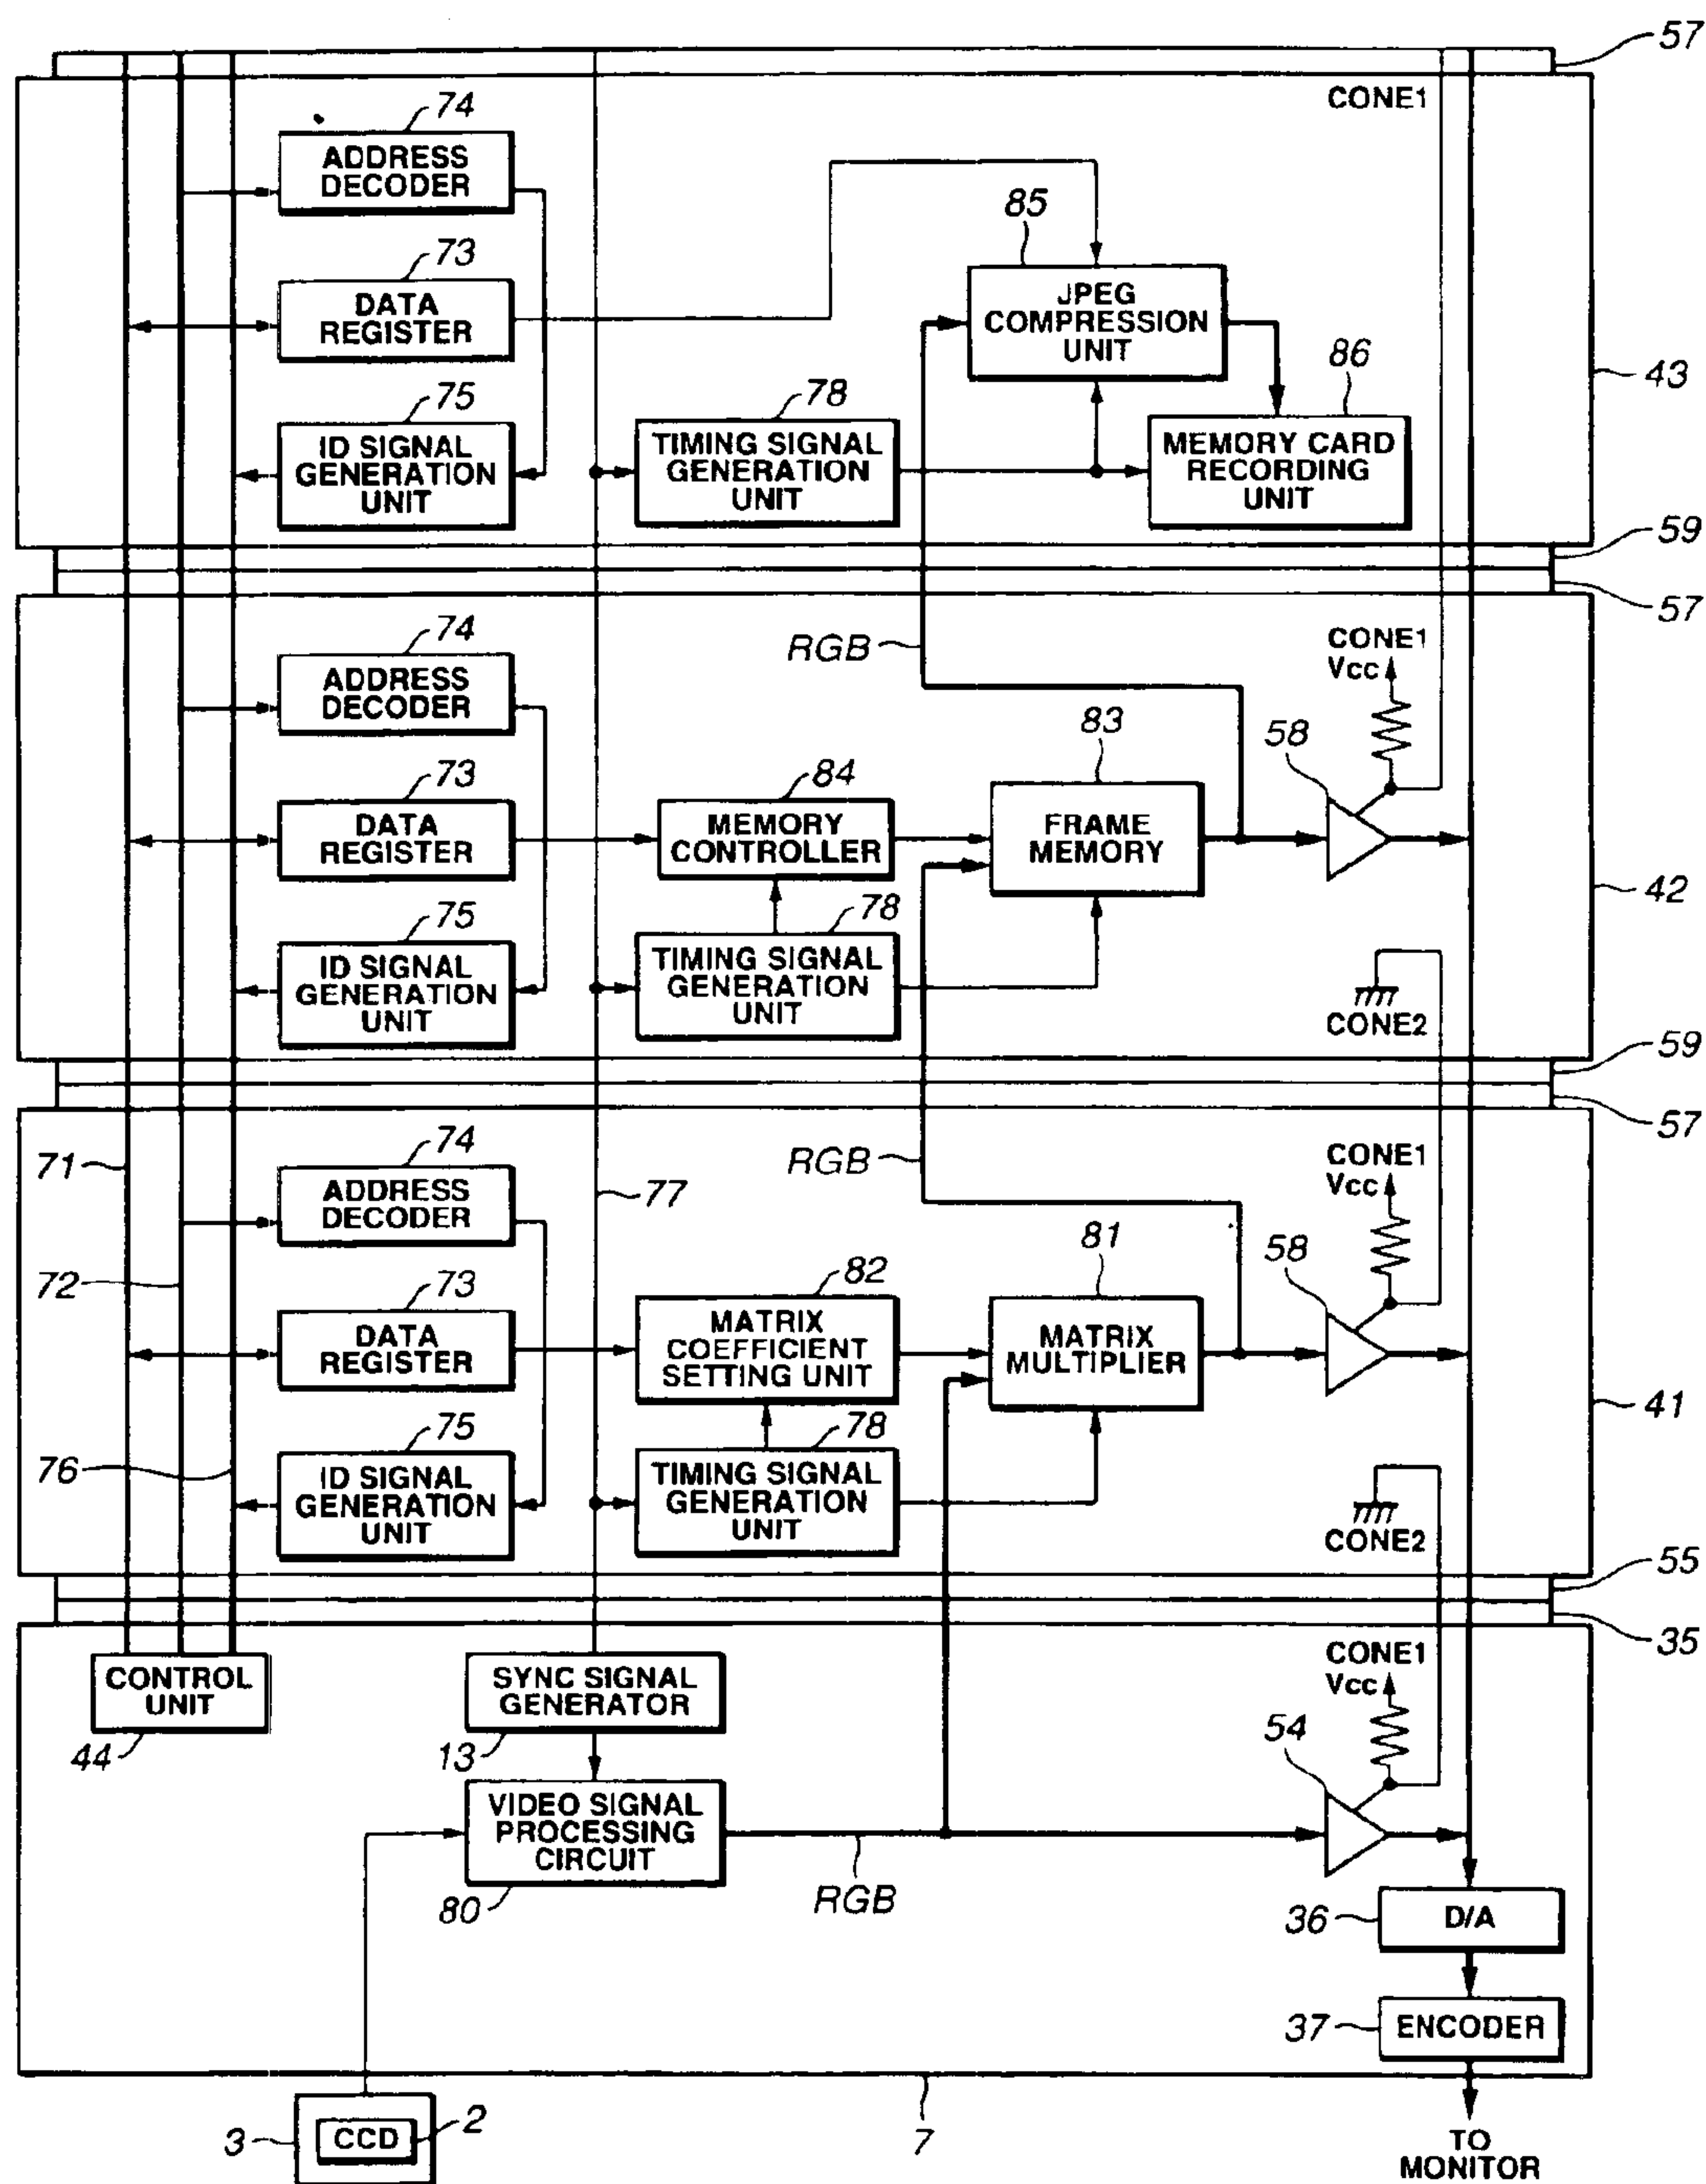 57
CONE1
74
ADDRESS
DECODER
85
73
JPEG
COMPRESSION
UNIT
DATA
REGISTER
86
43
75
78
ID SIGNAL
GENERATION
UNIT
TIMING SIGNAL
GENERATION
UNIT
MEMORY CARD
RECORDING
UNIT
59
57
74
RGB
CONE1
Vcc
ADDRESS
DECODER
83
58
73
84
DATA
REGISTER
MEMORY
CONTROLLER
FRAME
MEMORY
42
75
78
ID SIGNAL
GENERATION
UNIT
TIMING SIGNAL
GENERATION
UNIT
CONE2
59
57
74
71
RGB
CONE1
Vcc
ADDRESS
DECODER
77
81
58
72
73
82
DATA
REGISTER
MATRIX
COEFFICIENT
SETTING UNIT
MATRIX
MULTIPLIER
41
75
78
76
ID SIGNAL
GENERATION
UNIT
TIMING SIGNAL
GENERATION
UNIT
CONE2
55
35
CONTROL
UNIT
SYNC SIGNAL
GENERATOR
CONE1
Vcc
44
13
54
VIDEO SIGNAL
PROCESSING
CIRCUIT
80
RGB
36
D/A
37
ENCODER
3
CCD
2
7
TO
MONITOR